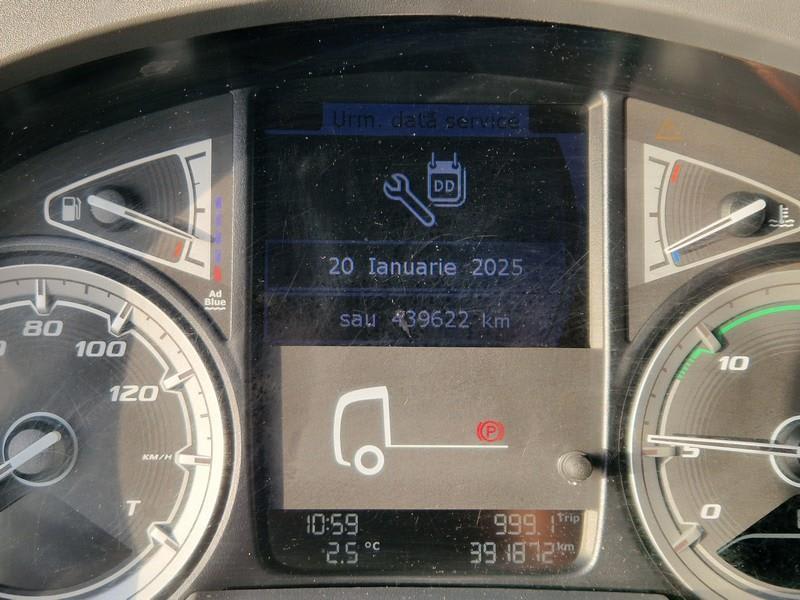 Urm. dată service
DD
20 Ianuarie 2025
sau 439622 km
Ad
Blue
80
100
120
KM/H
T
10
5
0
P
10:59
999.1 Trip
2.5 °C
391872 km